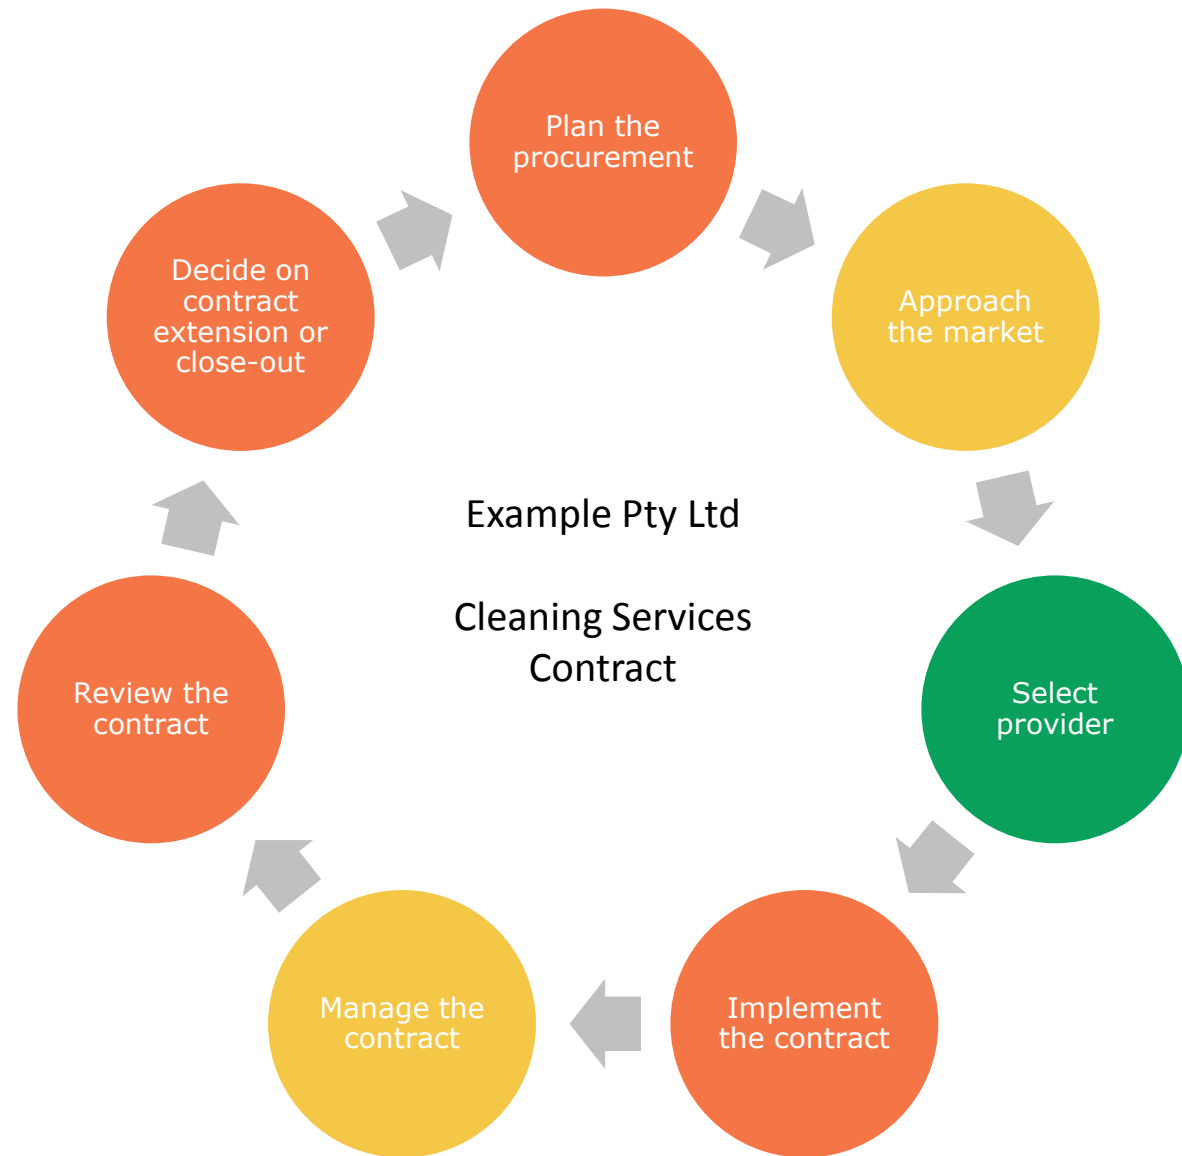 Plan the
procurement
Approach
the market
Select
provider
Implement
the contract
Manage the
contract
Review the
contract
Decide on
contract
extension or
close-out
Example Pty Ltd
Cleaning Services
Contract